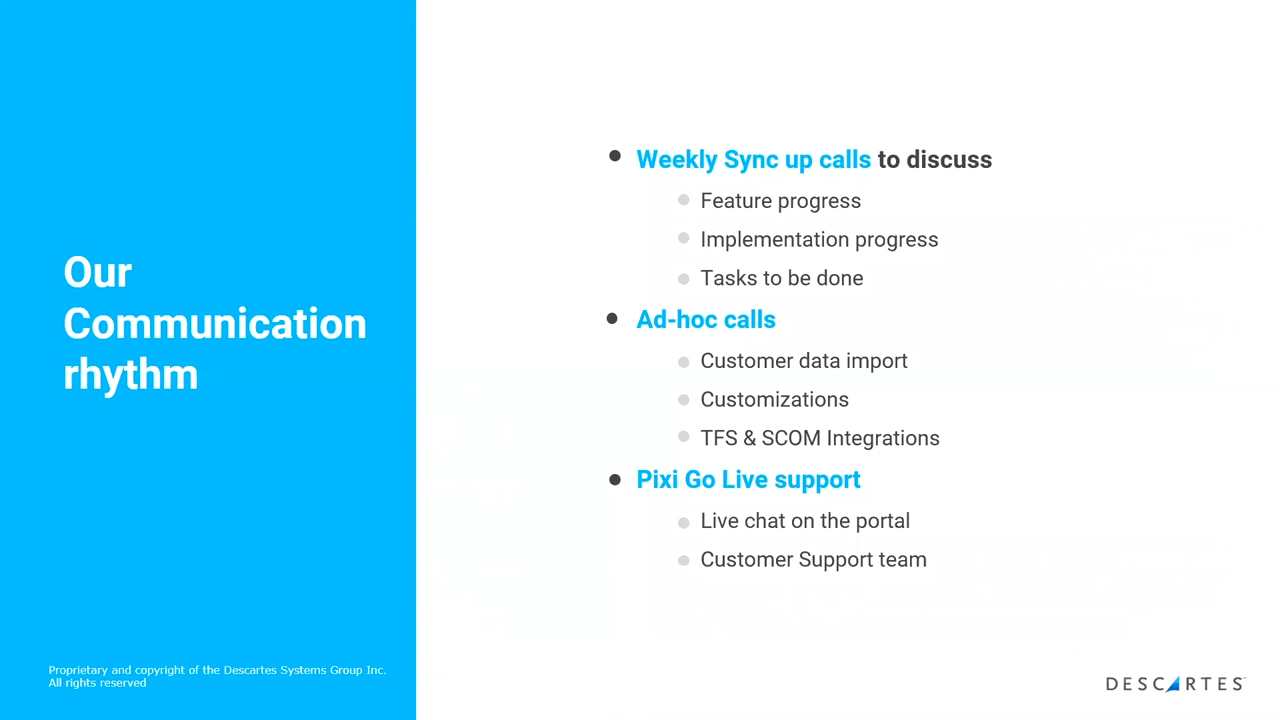 Our
Communication
rhythm
Weekly Sync up calls to discuss
Feature progress
Implementation progress
Tasks to be done
Ad-hoc calls
Customer data import
Customizations
TFS & SCOM Integrations
Pixi Go Live support
Live chat on the portal
Customer Support team
Proprietary and copyright of the Descartes Systems Group Inc.
All rights reserved
DESCARTES